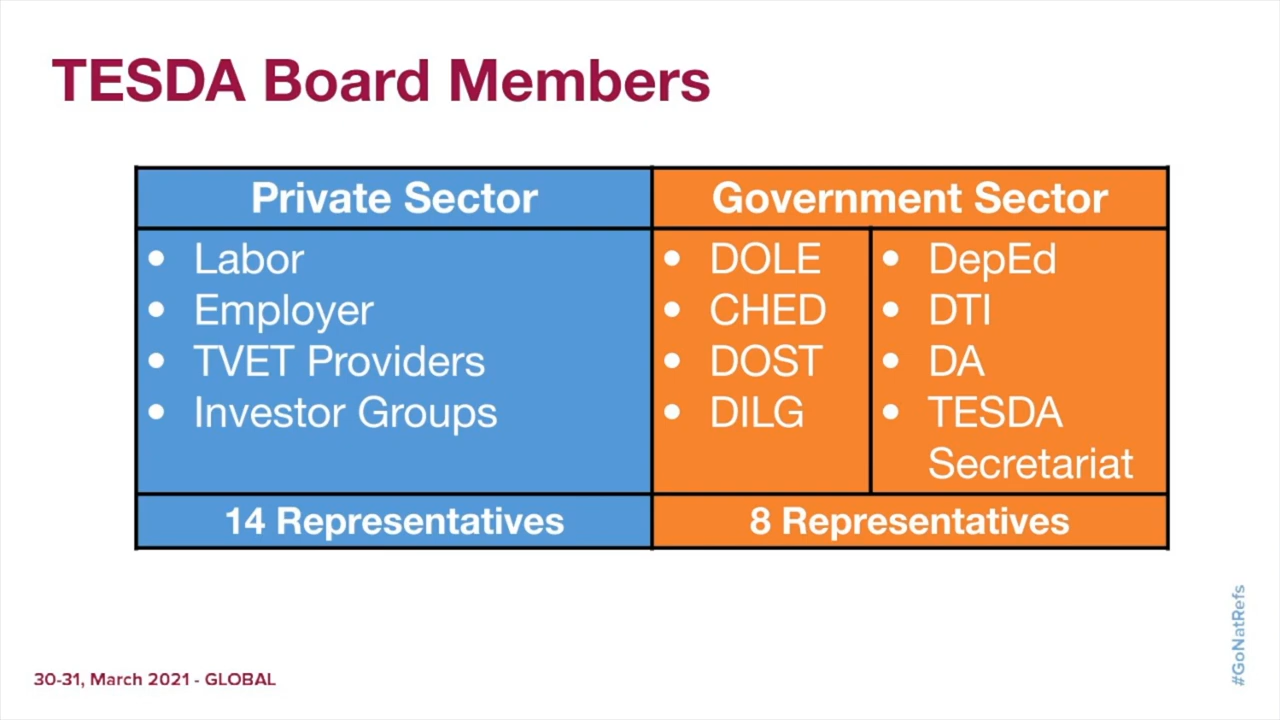 TESDA Board Members
Private Sector
Government Sector
• Labor
• Employer
• TVET Providers
• Investor Groups
• DOLE
• CHED
• DOST
• DILG
• DepEd
• DTI
• DA
• TESDA
Secretariat
14 Representatives
8 Representatives
#GoNatRefs
30-31, March 2021 - GLOBAL